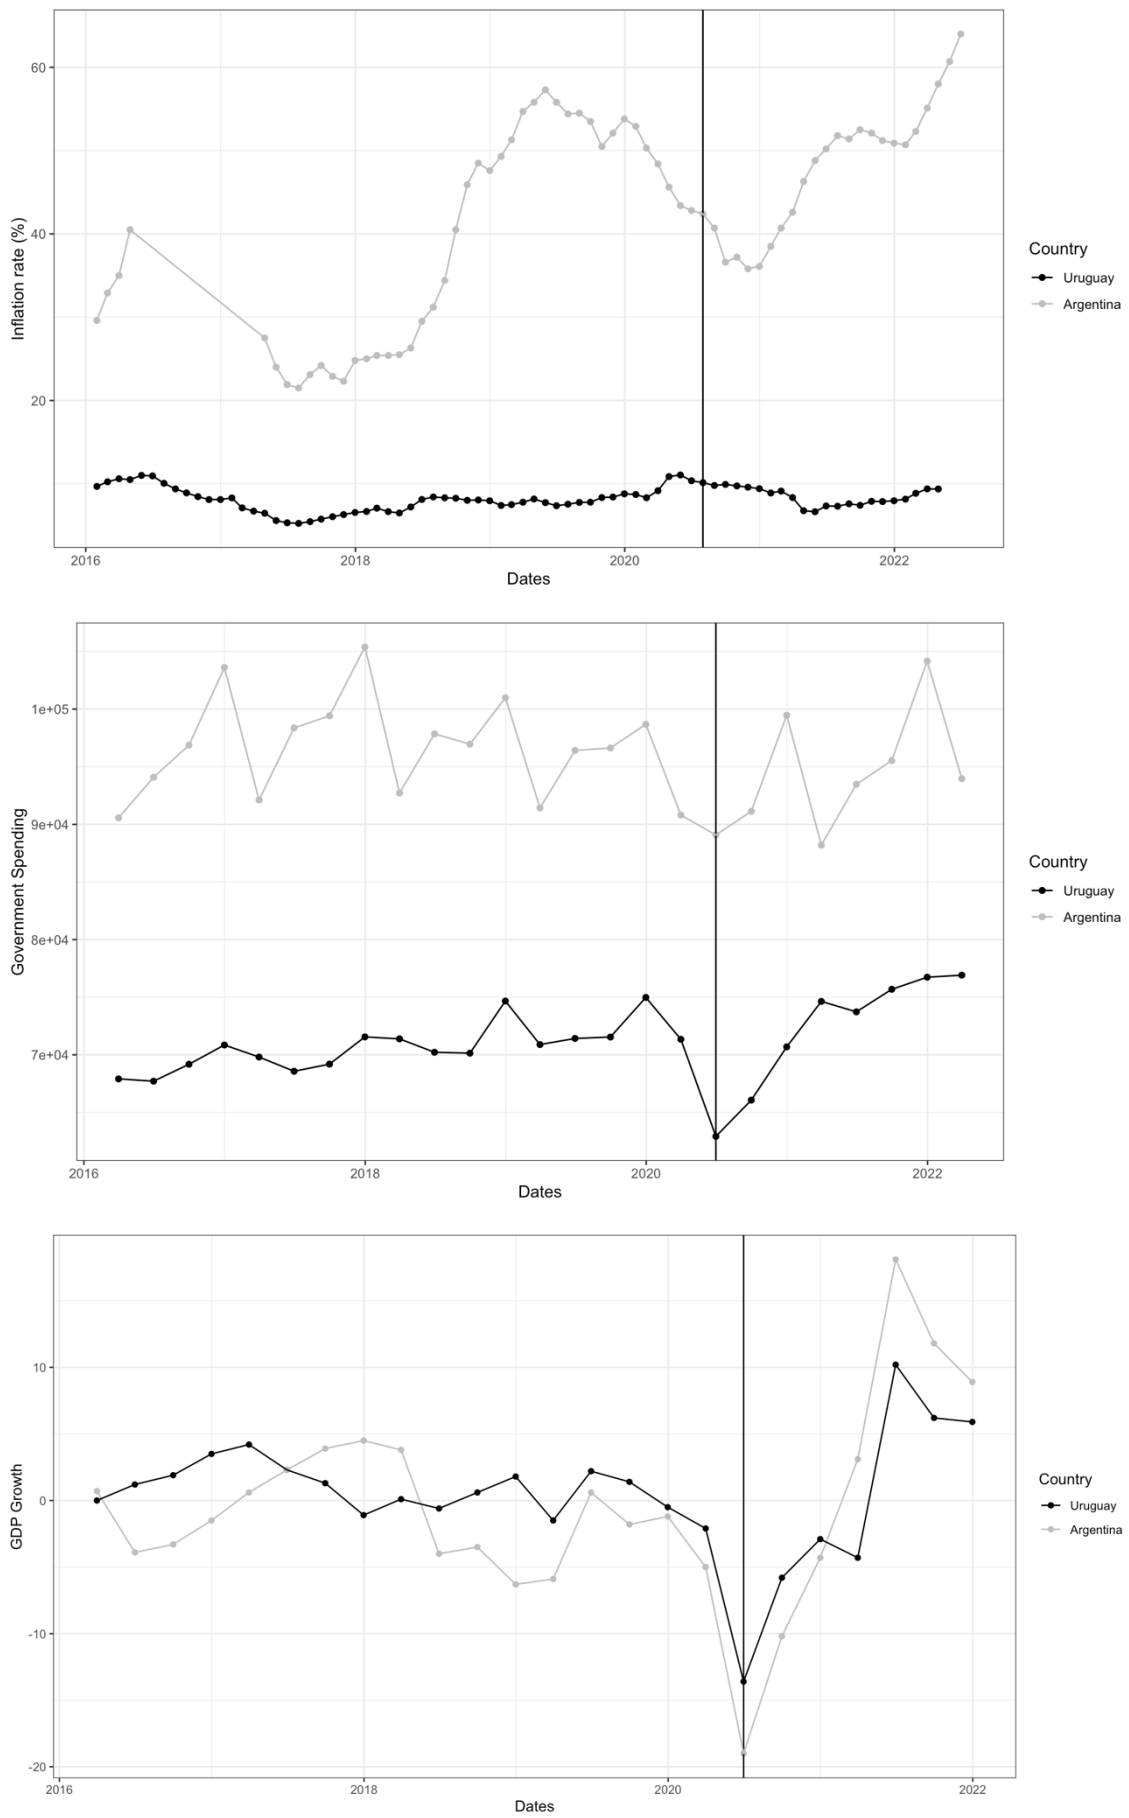 60
40
20
Inflation rate (%)
2016
2018
2020
2022
Dates
Country
Uruguay
Argentina
1e+05
9e+04
8e+04
7e+04
Government Spending
2016
2018
2020
2022
Dates
Country
Uruguay
Argentina
10
0
-10
-20
GDP Growth
2016
2018
2020
2022
Dates
Country
Uruguay
Argentina